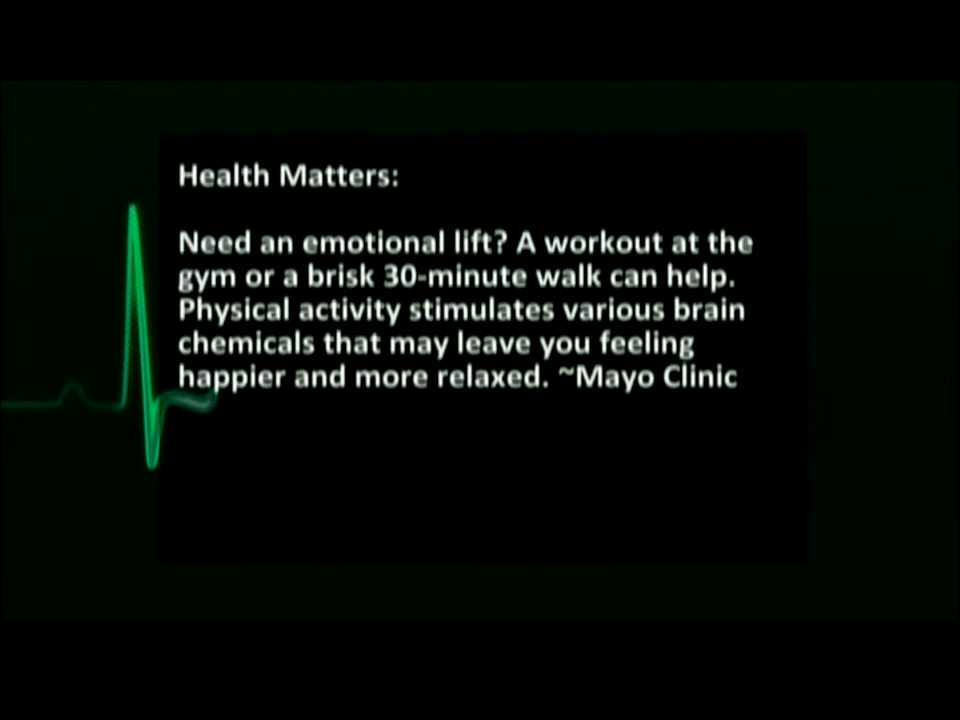 Health Matters:
Need an emotional lift? A workout at the
gym or a brisk 30-minute walk can help.
Physical activity stimulates various brain
chemicals that may leave you feeling
happier and more relaxed. ~Mayo Clinic